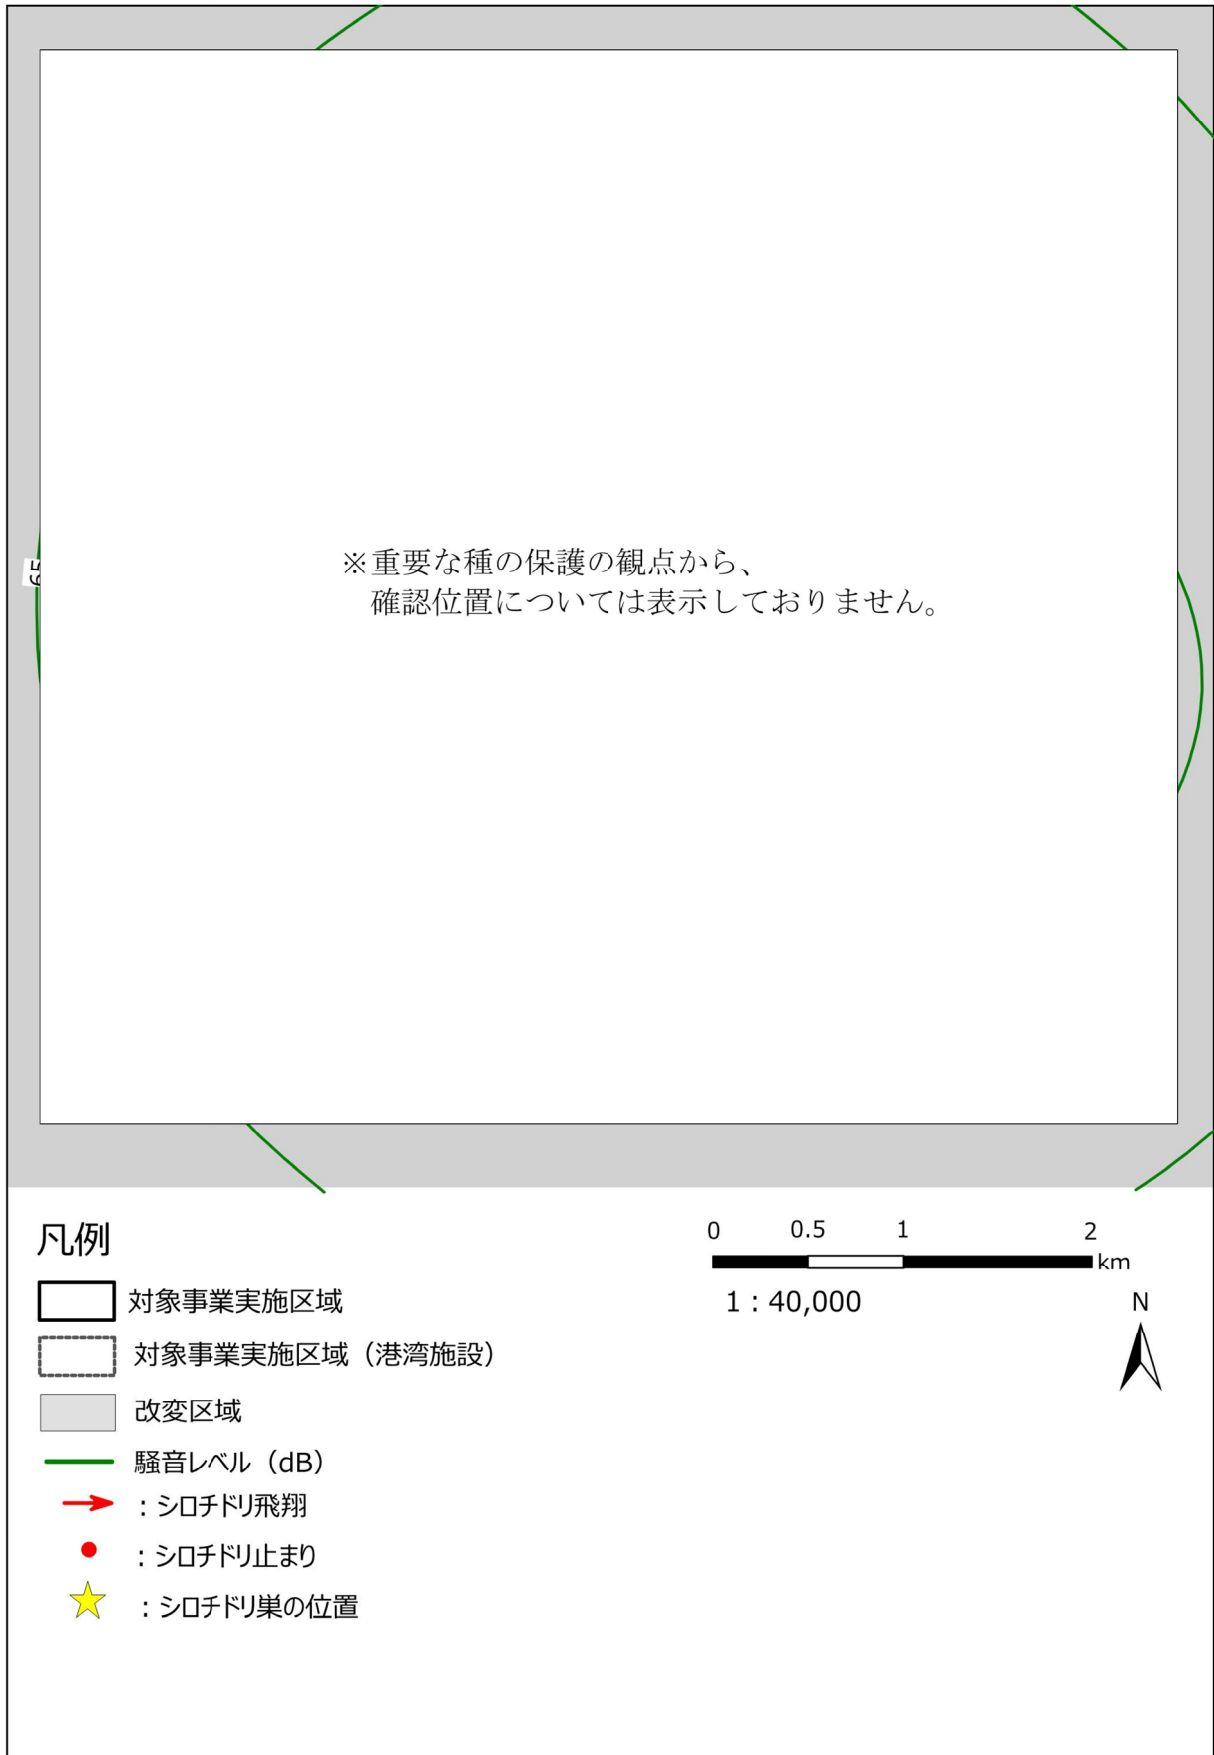 ※重要な種の保護の観点から、
確認位置については表示しておりません。
凡例
対象事業実施区域
対象事業実施区域（港湾施設）
改変区域
騒音レベル（dB）
：シロチドリ飛翔
：シロチドリ止まり
：シロチドリ巣の位置
0 0.5 1 2
km
1：40,000
N